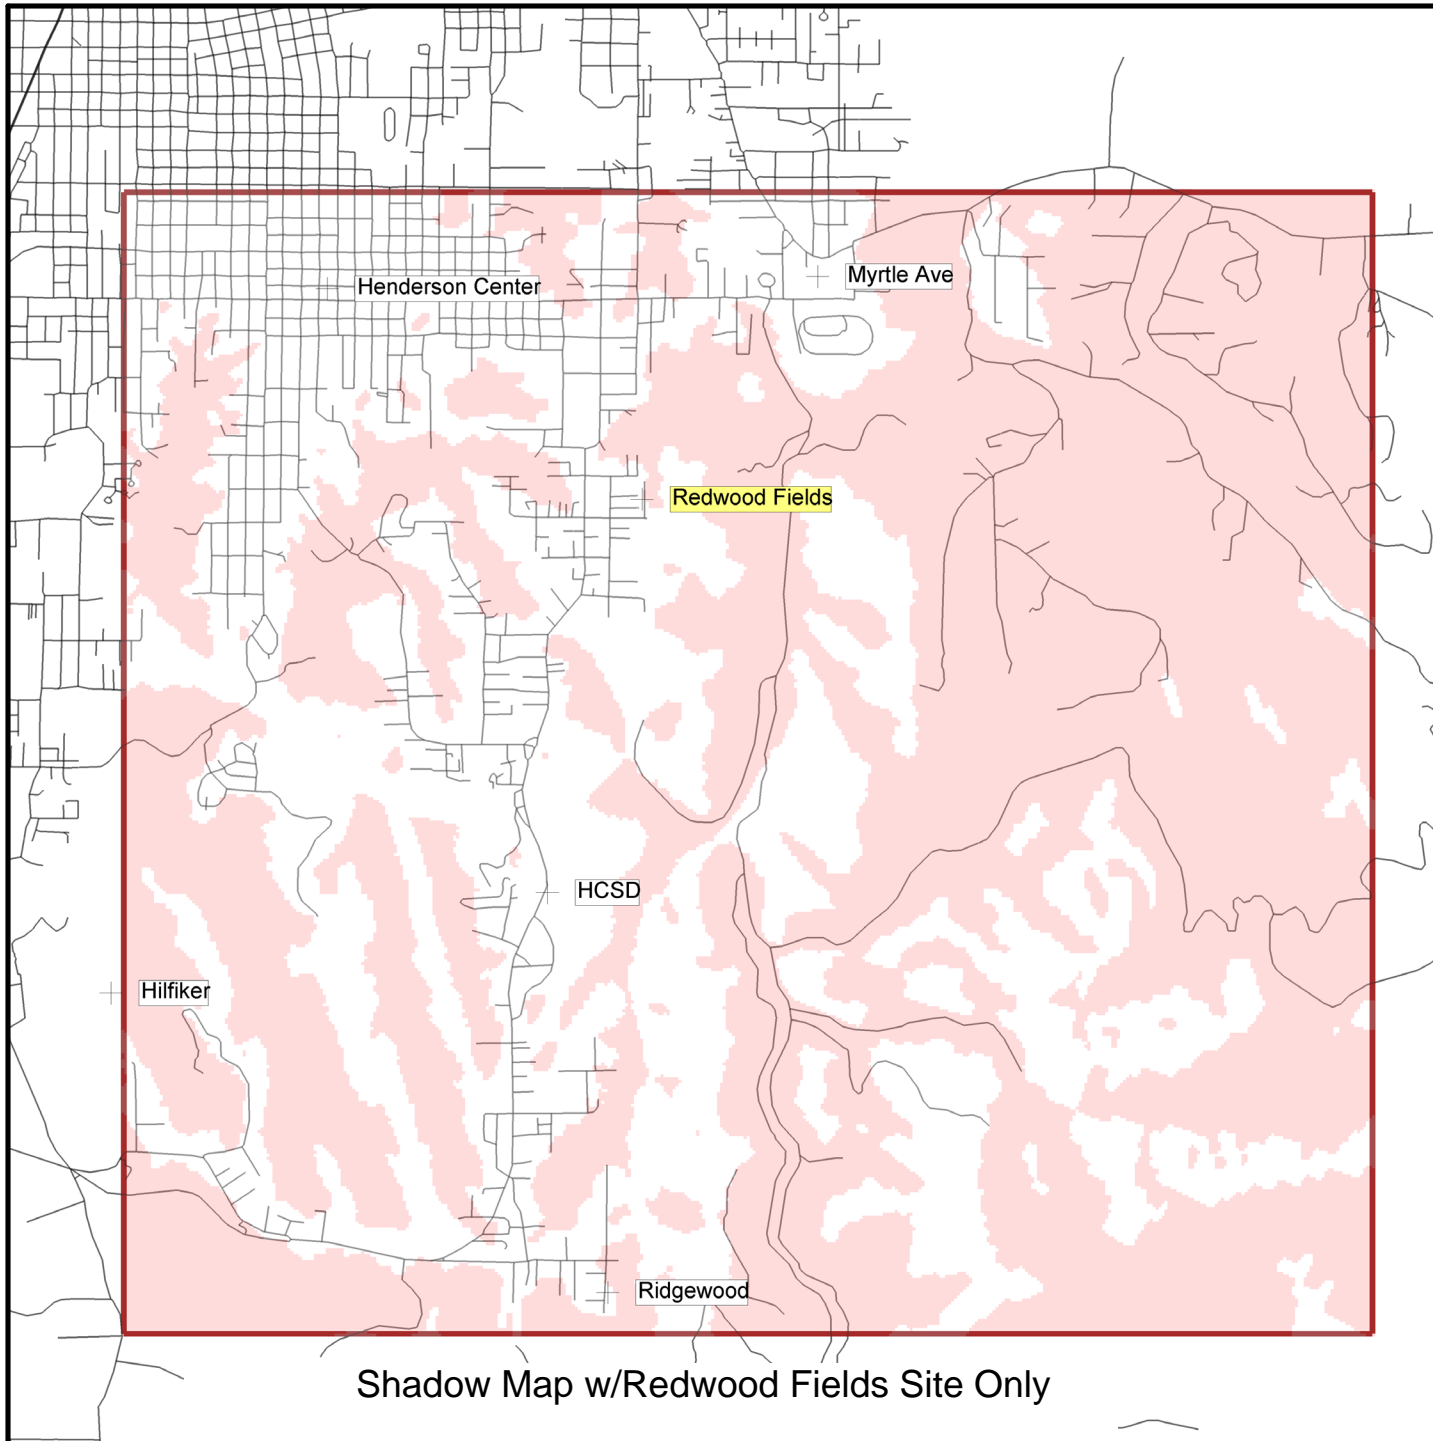 Myrtle Ave
Henderson Center
Redwood Fields
HCSD
Hilfiker
Ridgewood
Shadow Map w/Redwood Fields Site Only